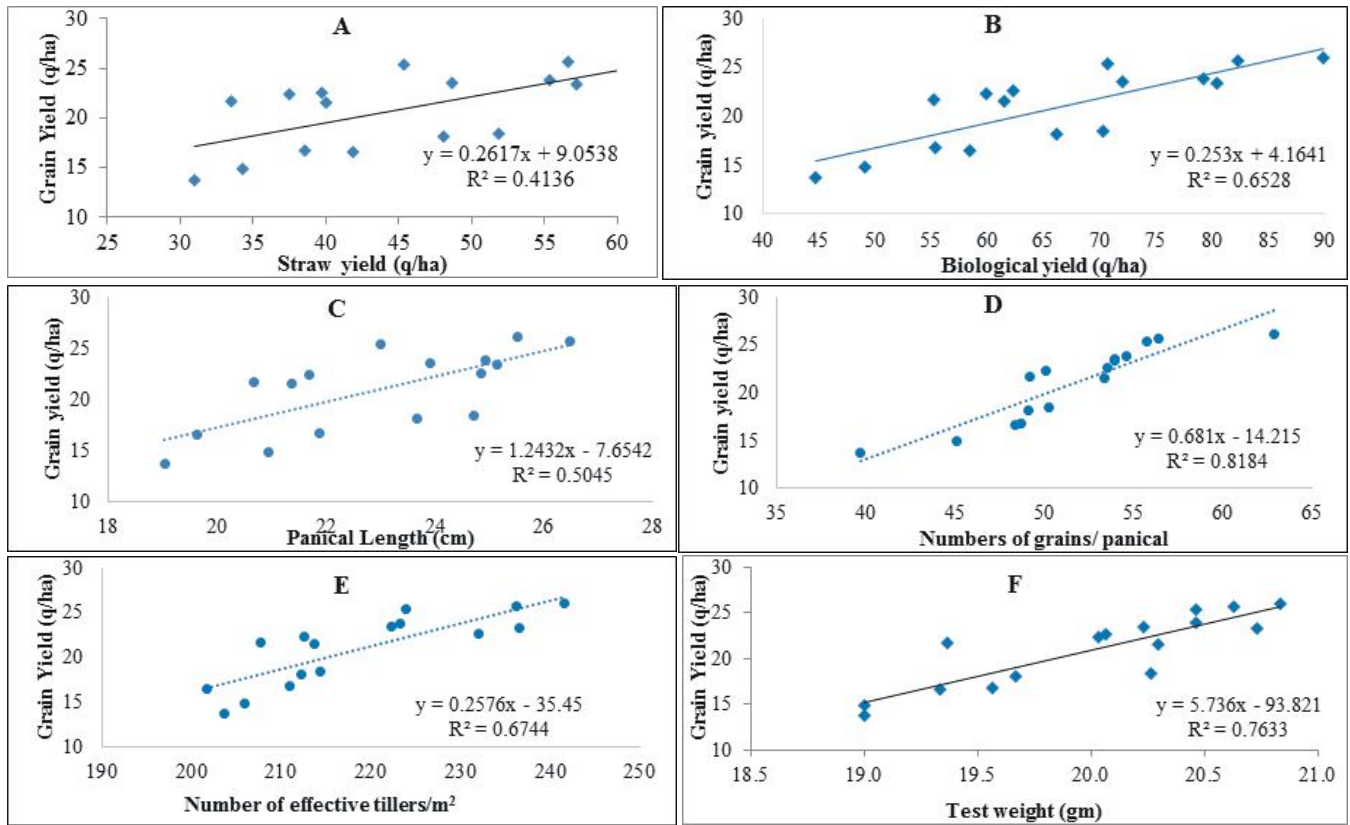 A
Grain Yield (q/ha)
30
25
20
15
10
y = 0.2617x + 9.0538
R² = 0.4136
25 30 35 40 45 50 55 60
Straw yield (q/ha)
B
Grain yield (q/ha)
30
25
20
15
10
y = 0.253x + 4.1641
R² = 0.6528
40 45 50 55 60 65 70 75 80 85 90
Biological yield (q/ha)
C
Grain yield (q/ha)
30
25
20
15
10
y = 1.2432x - 7.6542
R² = 0.5045
18 20 22 24 26 28
Panical Length (cm)
D
Grain yield (q/ha)
30
25
20
15
10
y = 0.681x - 14.215
R² = 0.8184
35 40 45 50 55 60 65
Numbers of grains/ panical
E
Grain Yield (q/ha)
30
25
20
15
10
y = 0.2576x - 35.45
R² = 0.6744
190 200 210 220 230 240 250
Number of effective tillers/m²
F
Grain Yield (q/ha)
30
25
20
15
10
y = 5.736x - 93.821
R² = 0.7633
18.5 19.0 19.5 20.0 20.5 21.0
Test weight (gm)